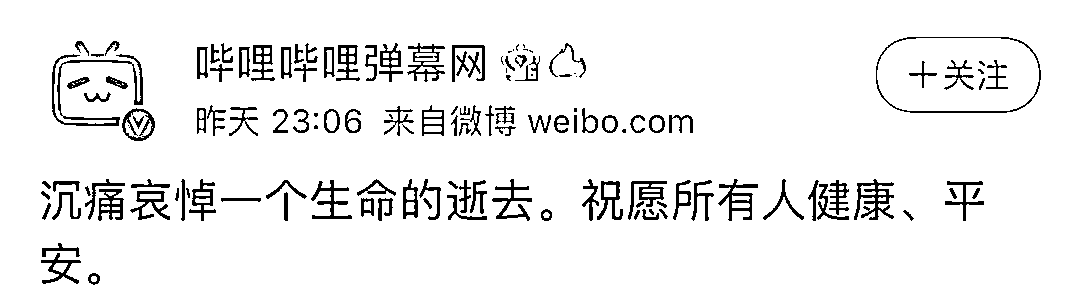 哔哩哔哩弹幕网
昨天 23:06 来自微博 weibo.com
+关注
沉痛哀悼一个生命的逝去。祝愿所有人健康、平
安。